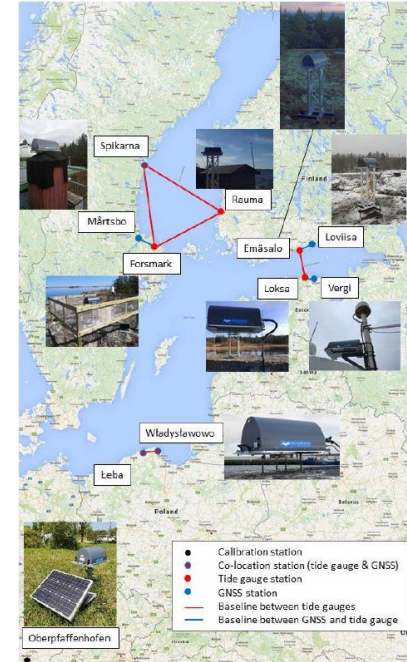 Spikarna
Rauma
Finland
Mårtsbo
Loviisa
Emäsalo
Forsmark
Loksa
Vergi
Władysławowo
Łeba
Poland
Belarus
Oberpfaffenhofen
Calibration station
Co-location station (tide gauge & GNSS)
Tide gauge station
GNSS station
Baseline between tide gauges
Baseline between GNSS and tide gauge